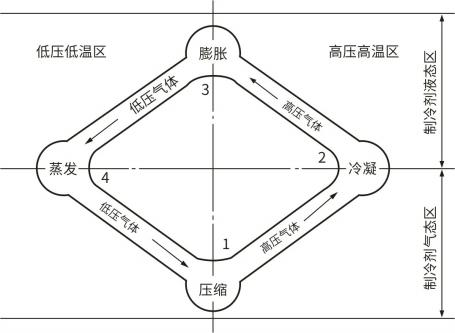 膨胀
低压低温区
高压高温区
制冷剂液态区
低压气体
高压气体
3
2
蒸发
冷凝
4
低压气体
高压气体
1
制冷剂气态区
压缩